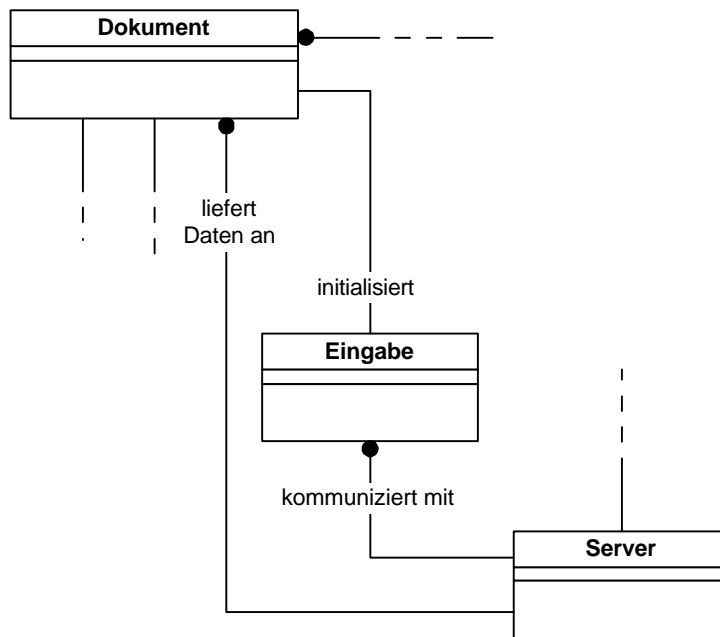 Dokument
liefert
Daten an
initialisiert
Eingabe
kommuniziert mit
Server